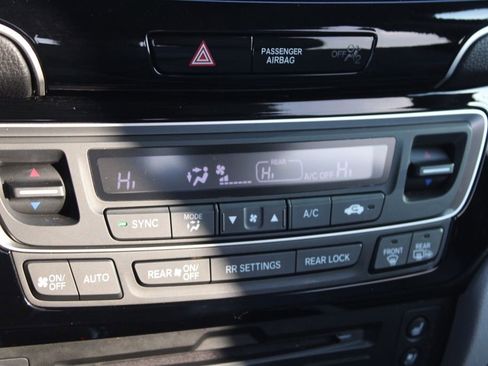 PASSENGER
AIRBAG
OFF
2
REAR
Hi
Hi
A/C OFF
Hi
SYNC
MODE
A/C
ON/
OFF
AUTO
REAR
ON/
OFF
RR SETTINGS
REAR LOCK
FRONT
REAR